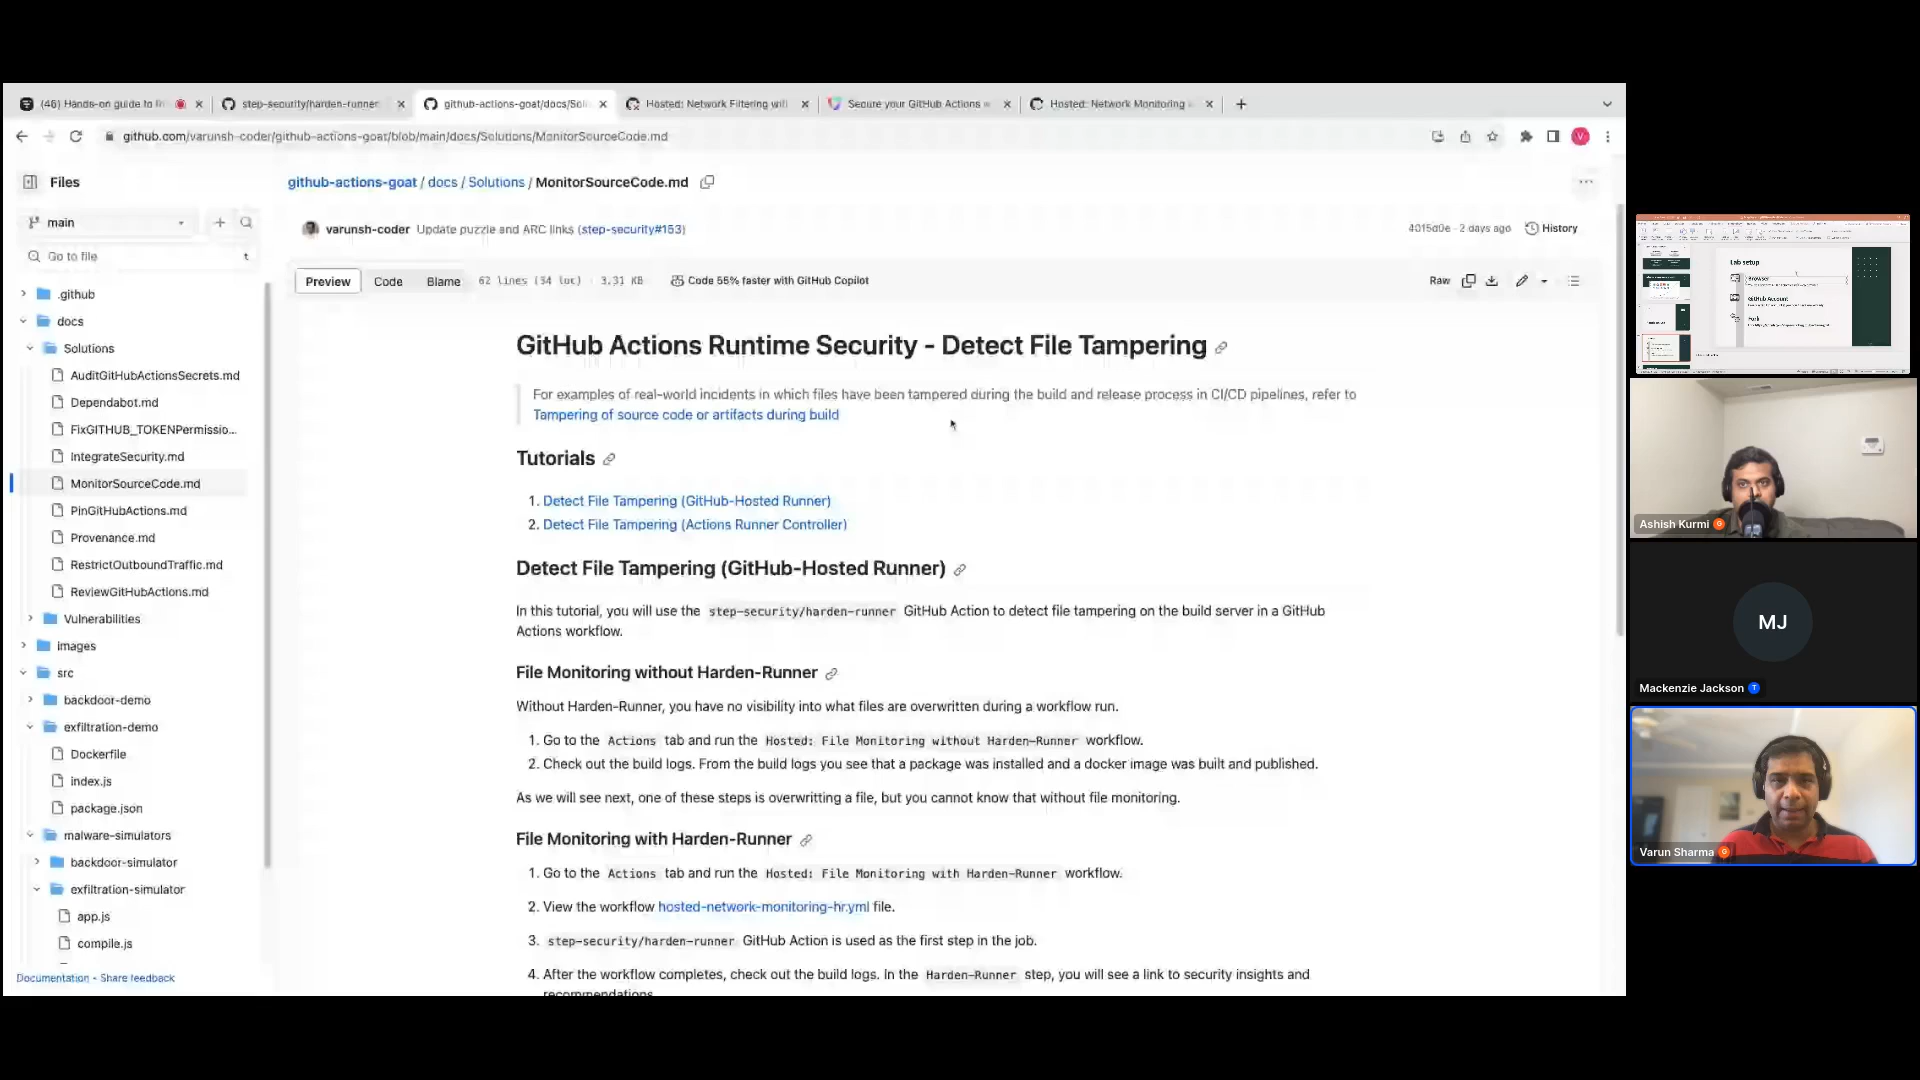 (46) Hands-on guide to
step-security/harden-runner
github-actions-goat/docs/Solu
Hosted: Network Filtering wit
Secure your GitHub Actions
Hosted: Network Monitoring
github.com/varunsh-coder/github-actions-goat/blob/main/docs/Solutions/MonitorSourceCode.md
Files
github-actions-goat / docs / Solutions / MonitorSourceCode.md
main
varunsh-coder Update puzzle and ARC links (step-security#153)
4015d0e · 2 days ago
History
Go to file
t
Preview
Code
Blame
62 lines (34 loc) · 3.31 KB
Code 55% faster with GitHub Copilot
Raw
.github
docs
Solutions
AuditGitHubActionsSecrets.md
Dependabot.md
FixGITHUB_TOKENPermissio...
IntegrateSecurity.md
MonitorSourceCode.md
PinGitHubActions.md
Provenance.md
RestrictOutboundTraffic.md
ReviewGitHubActions.md
Vulnerabilities
images
src
backdoor-demo
exfiltration-demo
Dockerfile
index.js
package.json
malware-simulators
backdoor-simulator
exfiltration-simulator
app.js
compile.js
Documentation • Share feedback
GitHub Actions Runtime Security - Detect File Tampering
For examples of real-world incidents in which files have been tampered during the build and release process in CI/CD pipelines, refer to
Tampering of source code or artifacts during build
Tutorials
1. Detect File Tampering (GitHub-Hosted Runner)
2. Detect File Tampering (Actions Runner Controller)
Detect File Tampering (GitHub-Hosted Runner)
In this tutorial, you will use the step-security/harden-runner GitHub Action to detect file tampering on the build server in a GitHub
Actions workflow.
File Monitoring without Harden-Runner
Without Harden-Runner, you have no visibility into what files are overwritten during a workflow run.
1. Go to the Actions tab and run the Hosted: File Monitoring without Harden-Runner workflow.
2. Check out the build logs. From the build logs you see that a package was installed and a docker image was built and published.
As we will see next, one of these steps is overwritting a file, but you cannot know that without file monitoring.
File Monitoring with Harden-Runner
1. Go to the Actions tab and run the Hosted: File Monitoring with Harden-Runner workflow.
2. View the workflow hosted-network-monitoring-hr.yml file.
3. step-security/harden-runner GitHub Action is used as the first step in the job.
4. After the workflow completes, check out the build logs. In the Harden-Runner step, you will see a link to security insights and
recommendations
Lab setup
Browser
GitHub Account
Fork
Ashish Kurmi
MJ
Mackenzie Jackson
Varun Sharma